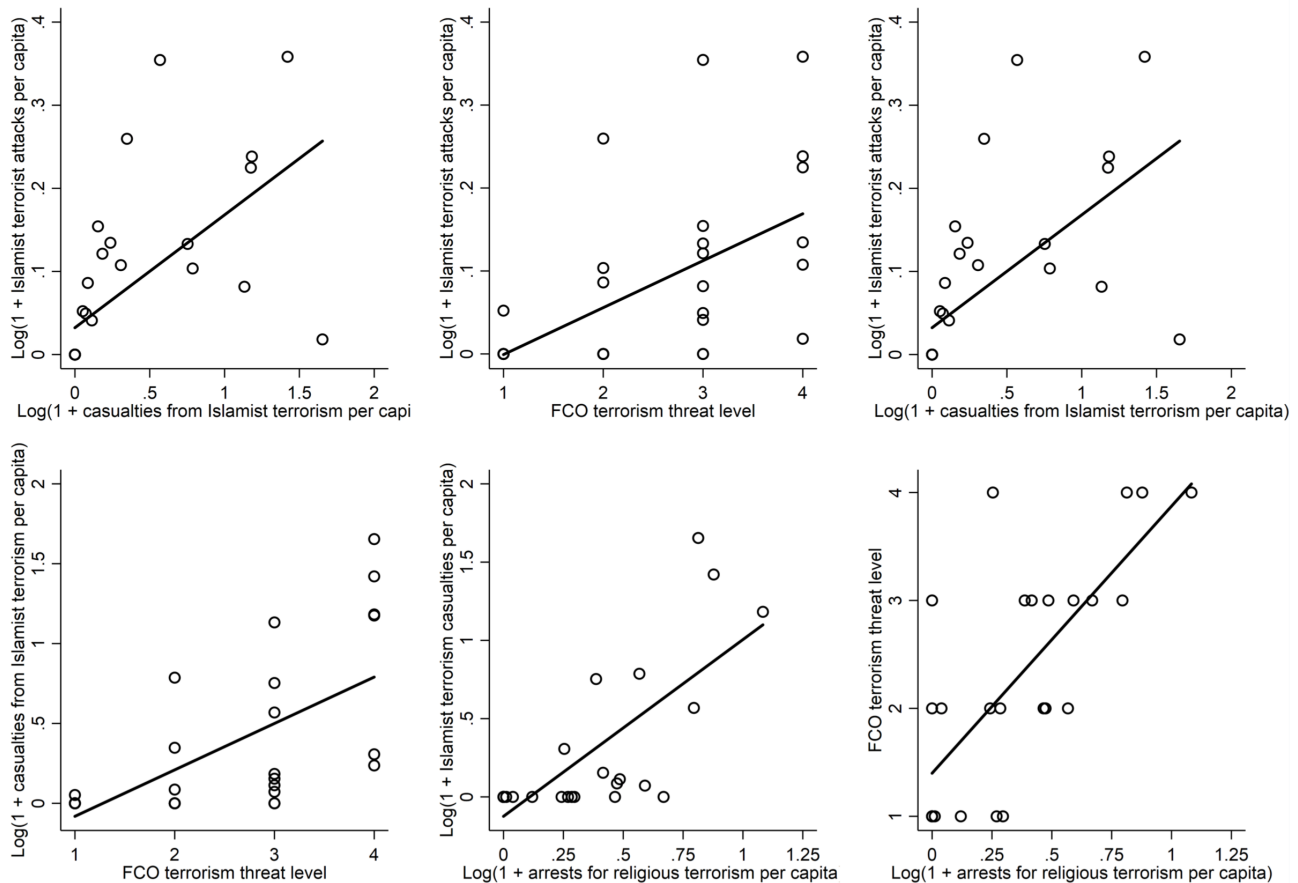 Log(1 + Islamist terrorist attacks per capita)
.4
.3
.2
.1
0
0 .5 1 1.5 2
Log(1 + casualties from Islamist terrorism per capi
Log(1 + Islamist terrorist attacks per capita)
.4
.3
.2
.1
0
1 2 3 4
FCO terrorism threat level
Log(1 + Islamist terrorist attacks per capita)
.4
.3
.2
.1
0
0 .5 1 1.5 2
Log(1 + casualties from Islamist terrorism per capita)
Log(1 + casualties from Islamist terrorism per capita)
2
1.5
1
.5
0
1 2 3 4
FCO terrorism threat level
Log(1 + Islamist terrorism casualties per capita)
2
1.5
1
.5
0
0 .25 .5 .75 1 1.25
Log(1 + arrests for religious terrorism per capita
FCO terrorism threat level
4
3
2
1
0 .25 .5 .75 1 1.25
Log(1 + arrests for religious terrorism per capita)